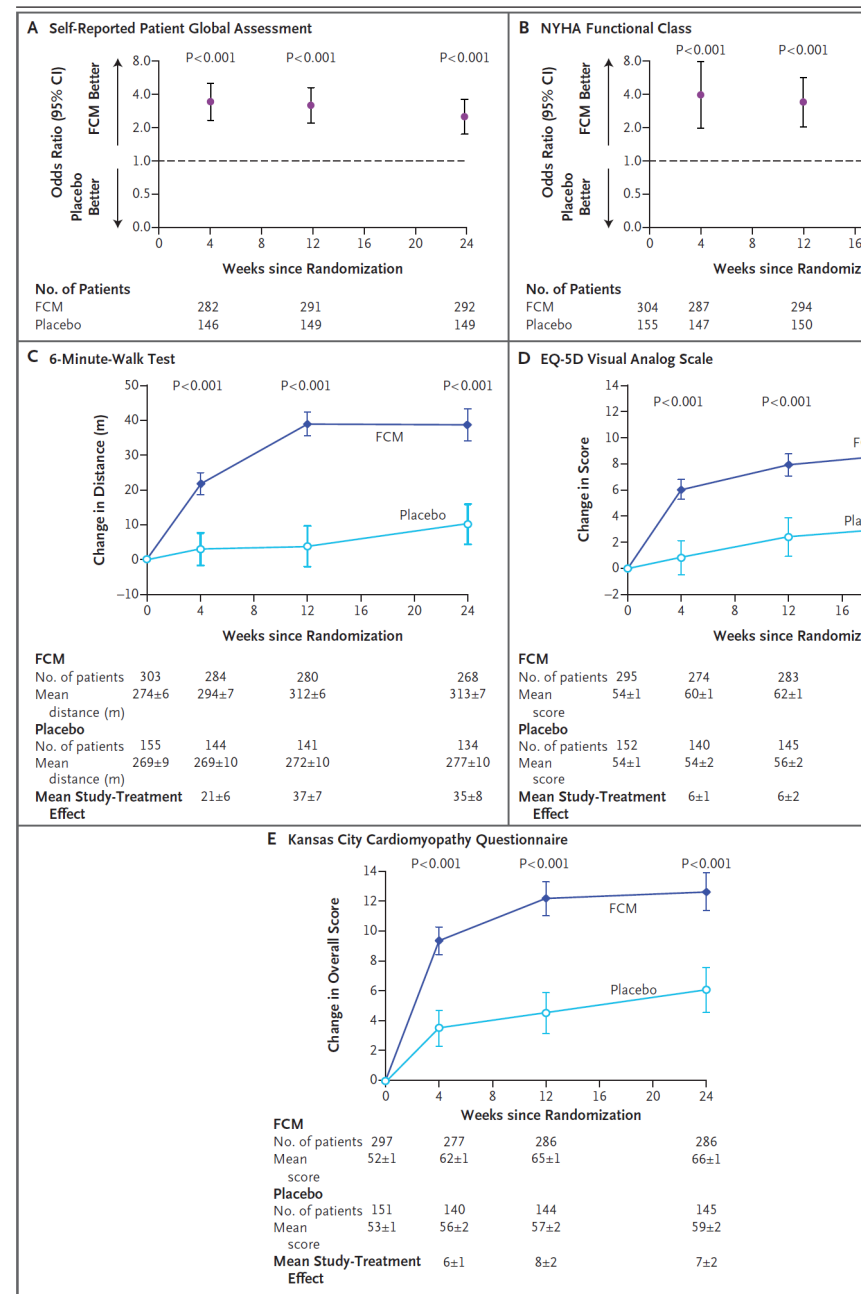 A Self-Reported Patient Global Assessment
P<0.001 P<0.001 P<0.001
Odds Ratio (95% CI)
FCM Better
Placebo Better
8.0
4.0
2.0
1.0
0.5
0.0
0 4 8 12 16 20 24
Weeks since Randomization
No. of Patients
FCM 282 291 292
Placebo 146 149 149
B NYHA Functional Class
P<0.001 P<0.001
Odds Ratio (95% CI)
FCM Better
Placebo Better
8.0
4.0
2.0
1.0
0.5
0.0
0 4 8 12 16
Weeks since Randomiz
No. of Patients
FCM 304 287 294
Placebo 155 147 150
C 6-Minute-Walk Test
P<0.001 P<0.001 P<0.001
Change in Distance (m)
50
40
30
20
10
0
−10
FCM
Placebo
0 4 8 12 16 20 24
Weeks since Randomization
FCM
No. of patients 303 284 280 268
Mean 274±6 294±7 312±6 313±7
distance (m)
Placebo
No. of patients 155 144 141 134
Mean 269±9 269±10 272±10 277±10
distance (m)
Mean Study-Treatment 21±6 37±7 35±8
Effect
D EQ-5D Visual Analog Scale
P<0.001 P<0.001
Change in Score
14
12
10
8
6
4
2
0
−2
F
Pla
0 4 8 12 16
Weeks since Randomiz
FCM
No. of patients 295 274 283
Mean 54±1 60±1 62±1
score
Placebo
No. of patients 152 140 145
Mean 54±1 54±2 56±2
score
Mean Study-Treatment 6±1 6±2
Effect
E Kansas City Cardiomyopathy Questionnaire
P<0.001 P<0.001 P<0.001
Change in Overall Score
14
12
10
8
6
4
2
0
FCM
Placebo
0 4 8 12 16 20 24
Weeks since Randomization
FCM
No. of patients 297 277 286 286
Mean 52±1 62±1 65±1 66±1
score
Placebo
No. of patients 151 140 144 145
Mean 53±1 56±2 57±2 59±2
score
Mean Study-Treatment 6±1 8±2 7±2
Effect